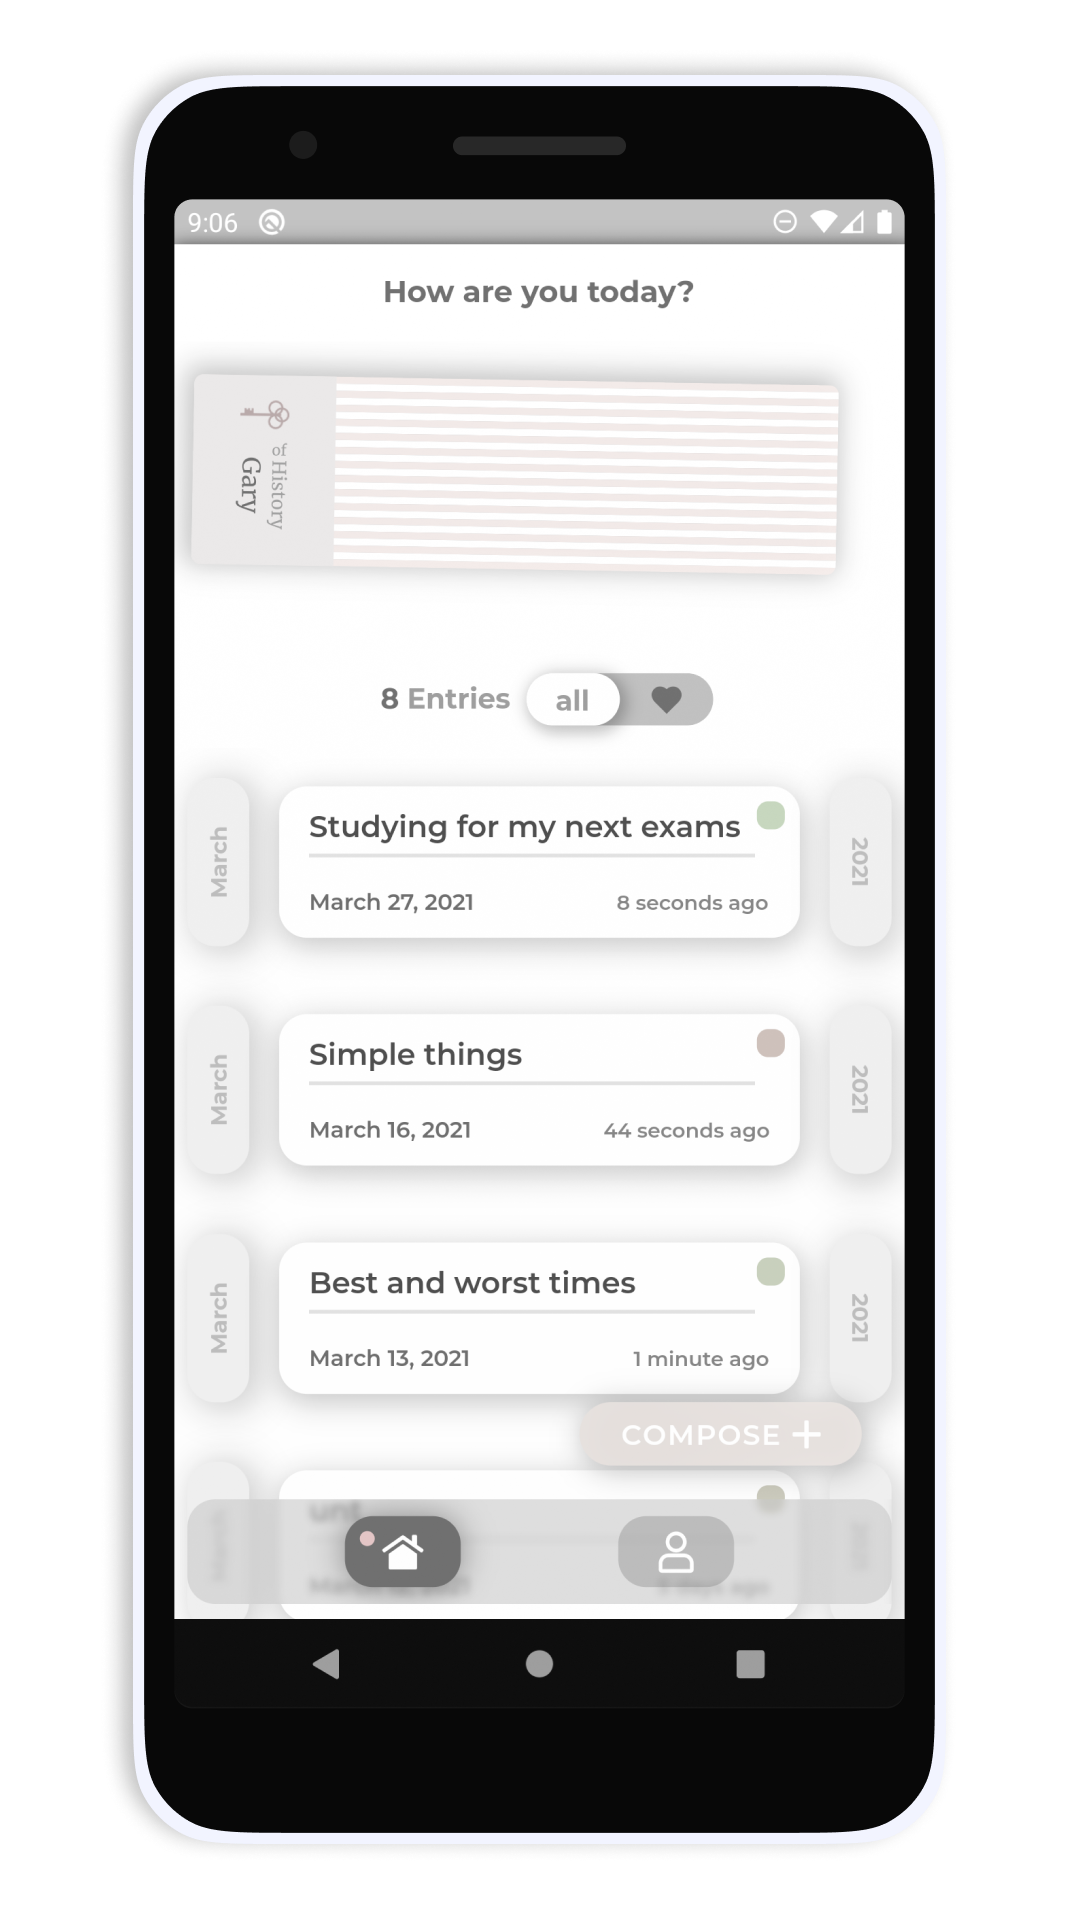 9:06
How are you today?
of History
Gary
8 Entries
all
March
Studying for my next exams
March 27, 2021
8 seconds ago
2021
March
Simple things
March 16, 2021
44 seconds ago
2021
March
Best and worst times
March 13, 2021
1 minute ago
2021
COMPOSE